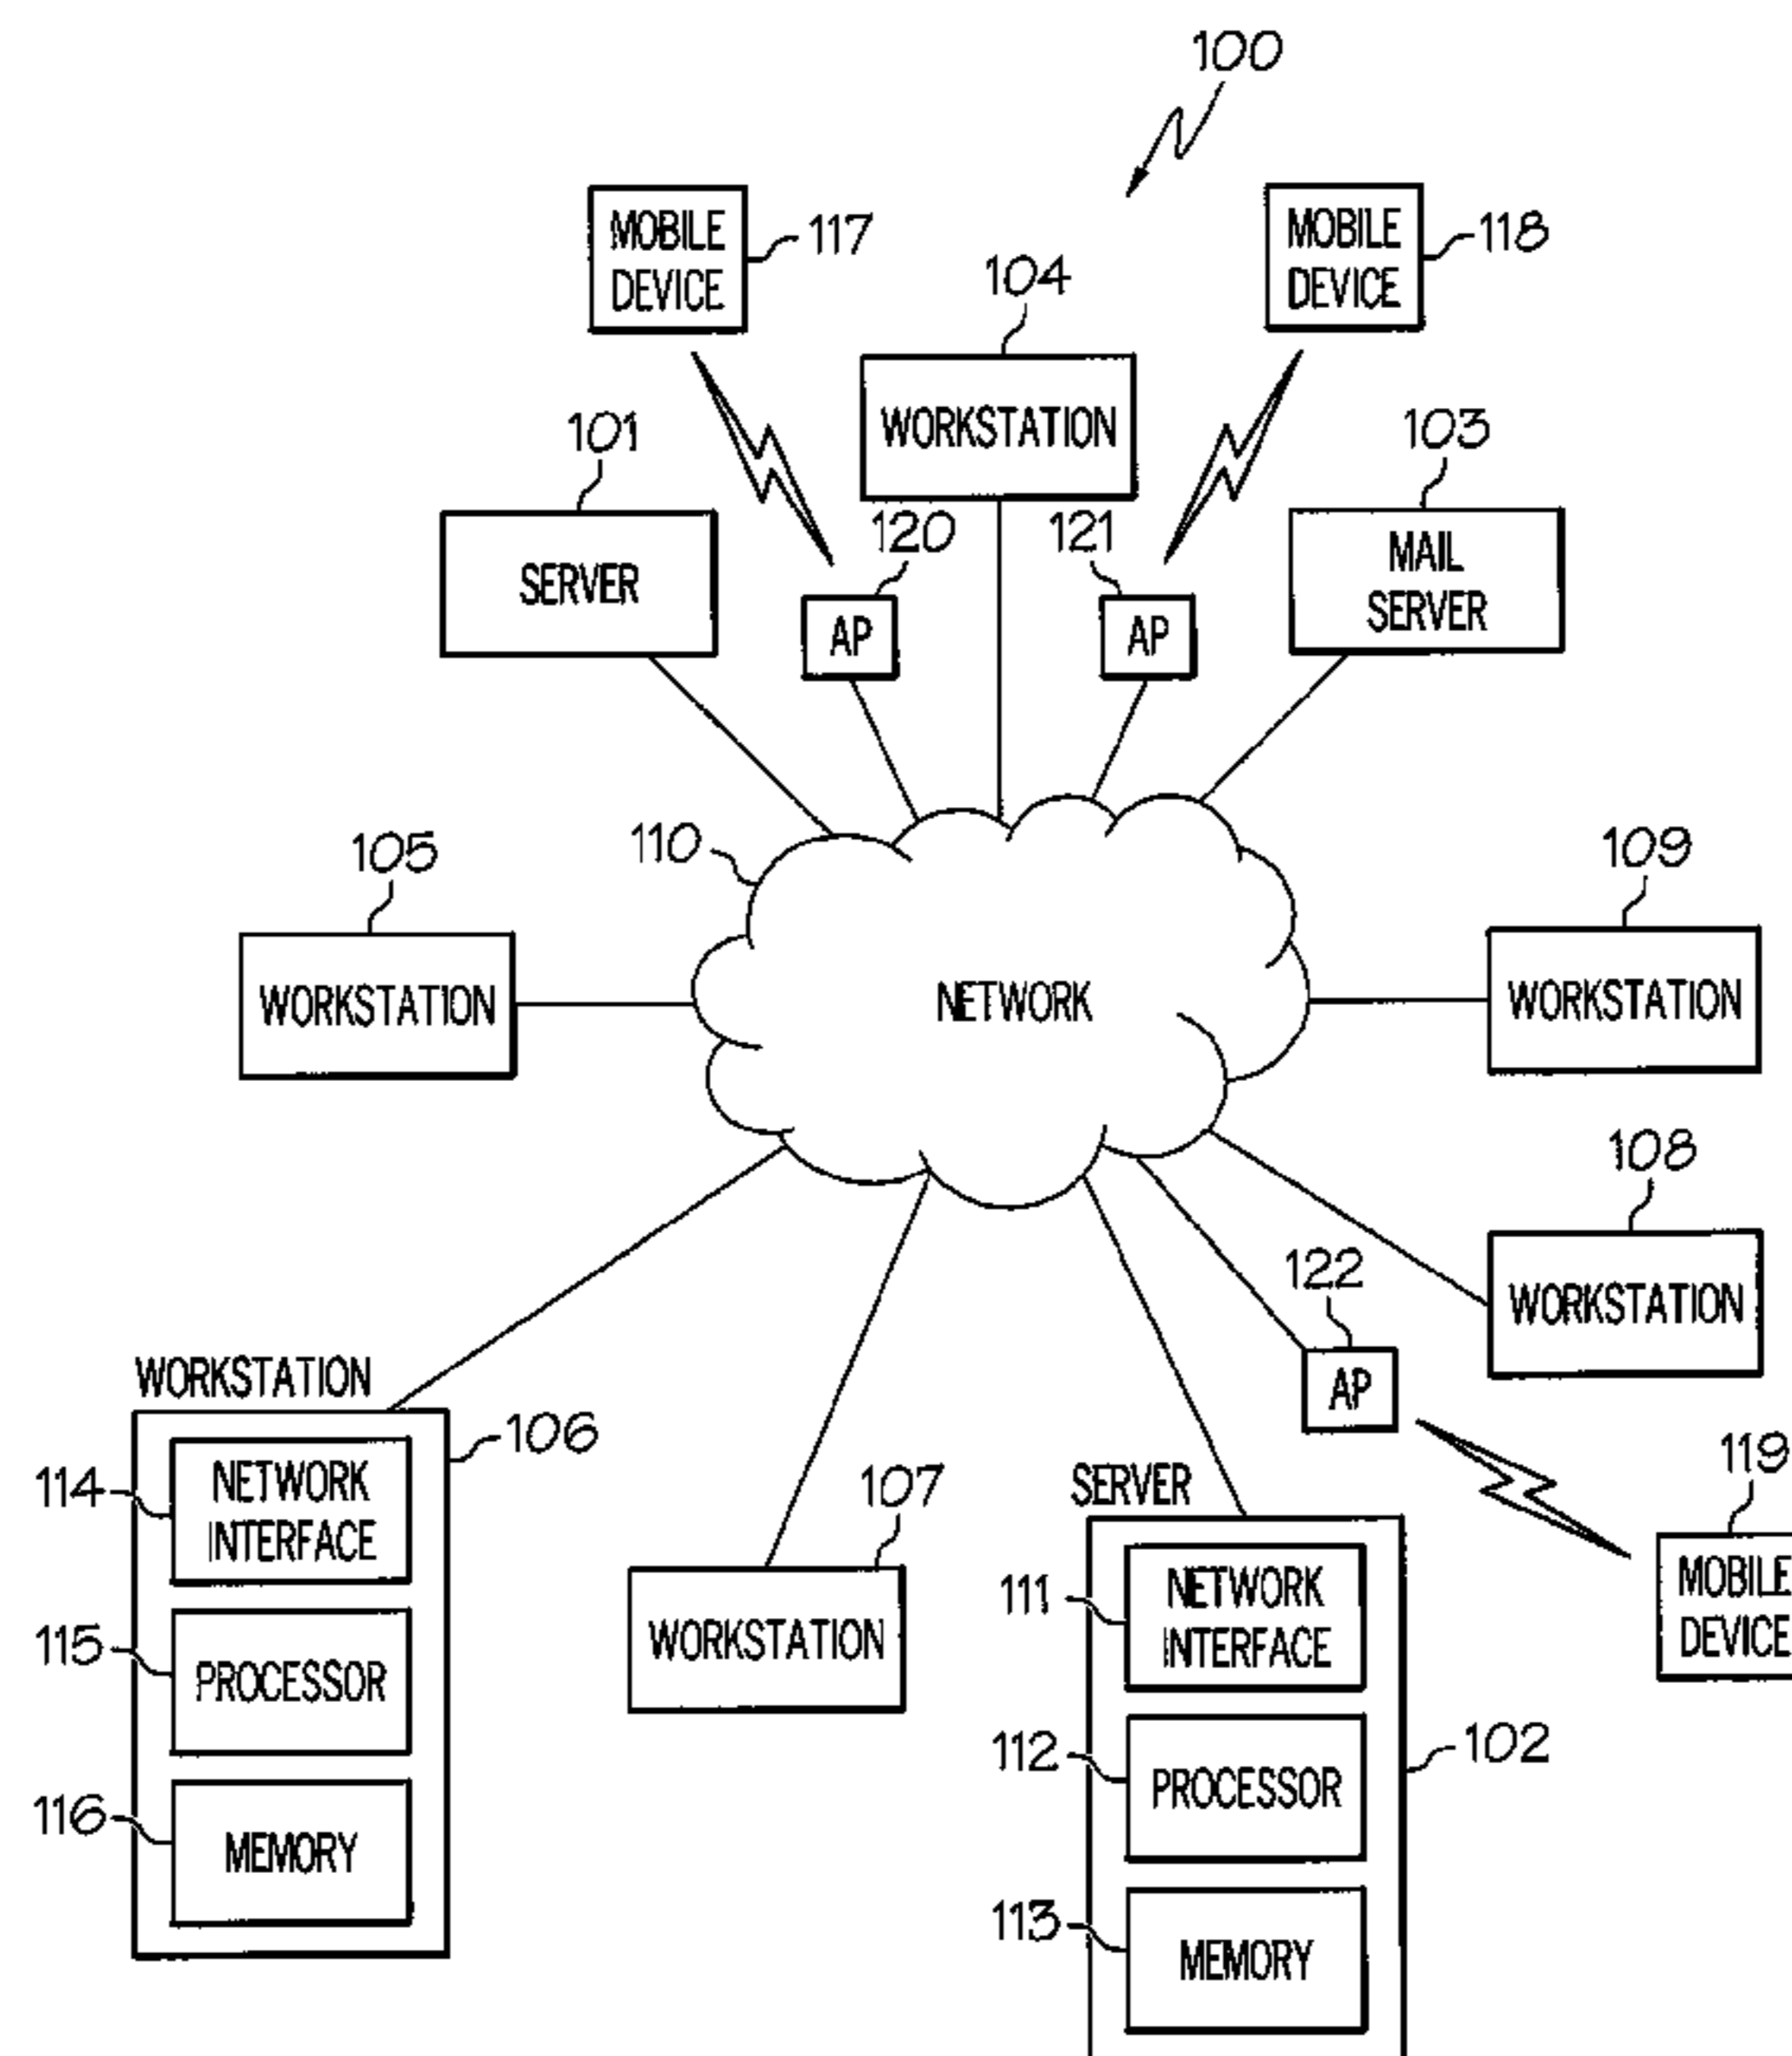 100
MOBILE
DEVICE
117
MOBILE
DEVICE
118
104
WORKSTATION
101
SERVER
103
MAIL
SERVER
120
AP
121
AP
110
NETWORK
105
WORKSTATION
109
WORKSTATION
108
WORKSTATION
122
AP
119
MOBILE
DEVICE
WORKSTATION
106
114
NETWORK
INTERFACE
115
PROCESSOR
116
MEMORY
107
WORKSTATION
SERVER
102
111
NETWORK
INTERFACE
112
PROCESSOR
113
MEMORY